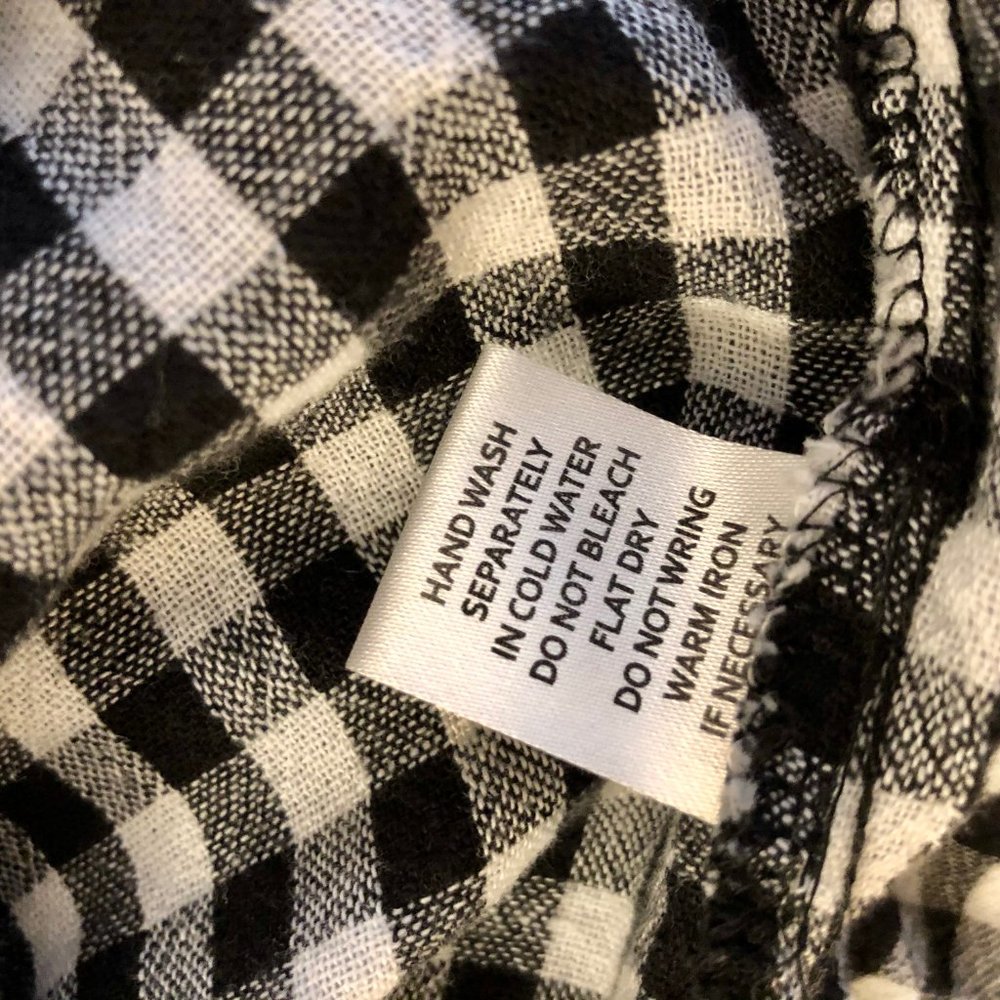 HAND WASH
SEPARATELY
IN COLD WATER
DO NOT BLEACH
FLAT DRY
DO NOT WRING
WARM IRON
IF NECESSARY